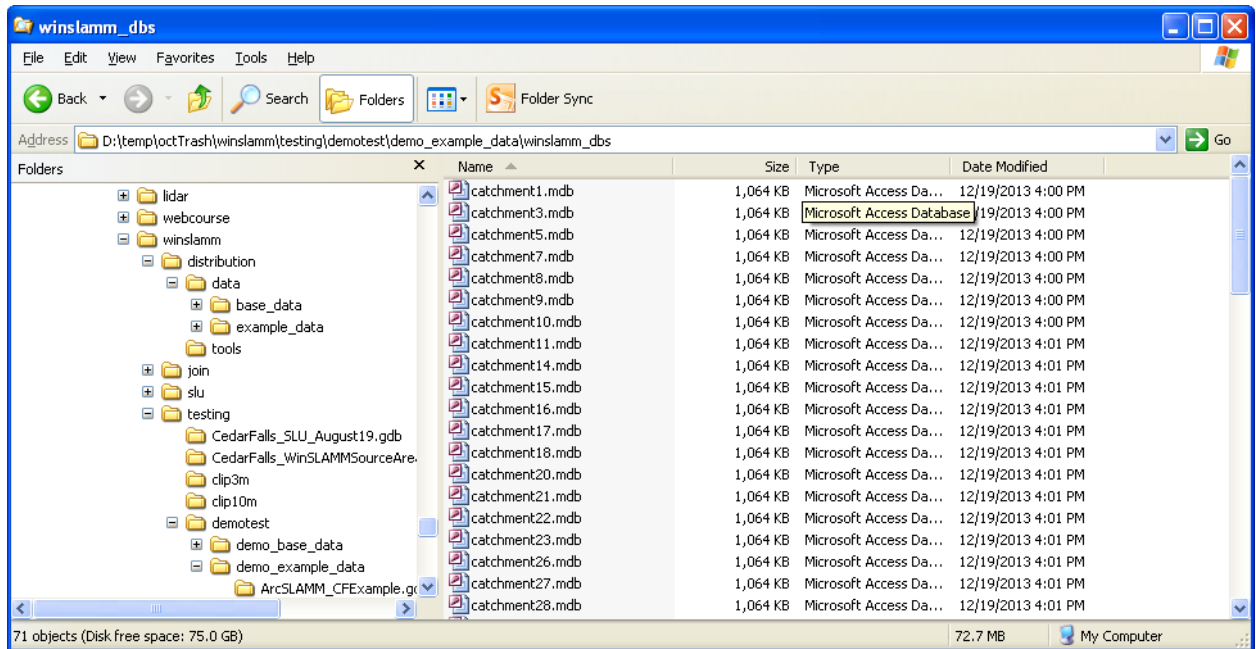 winslamm_dbs
File Edit View Favorites Tools Help
Back Search Folders Folder Sync
Address D:\temp\octTrash\winslamm\testing\demotest\demo_example_data\winslamm_dbs Go
Folders
lidar
webcourse
winslamm
distribution
data
base_data
example_data
tools
join
slu
testing
CedarFalls_SLU_August19.gdb
CedarFalls_WinSLAMMSourceArea
clip3m
clip10m
demotest
demo_base_data
demo_example_data
ArcSLAMM_CFExample.gd
Name Size Type Date Modified
catchment1.mdb 1,064 KB Microsoft Access Da... 12/19/2013 4:00 PM
catchment3.mdb 1,064 KB Microsoft Access Database /19/2013 4:00 PM
catchment5.mdb 1,064 KB Microsoft Access Da... 12/19/2013 4:00 PM
catchment7.mdb 1,064 KB Microsoft Access Da... 12/19/2013 4:00 PM
catchment8.mdb 1,064 KB Microsoft Access Da... 12/19/2013 4:00 PM
catchment9.mdb 1,064 KB Microsoft Access Da... 12/19/2013 4:00 PM
catchment10.mdb 1,064 KB Microsoft Access Da... 12/19/2013 4:00 PM
catchment11.mdb 1,064 KB Microsoft Access Da... 12/19/2013 4:01 PM
catchment14.mdb 1,064 KB Microsoft Access Da... 12/19/2013 4:01 PM
catchment15.mdb 1,064 KB Microsoft Access Da... 12/19/2013 4:01 PM
catchment16.mdb 1,064 KB Microsoft Access Da... 12/19/2013 4:01 PM
catchment17.mdb 1,064 KB Microsoft Access Da... 12/19/2013 4:01 PM
catchment18.mdb 1,064 KB Microsoft Access Da... 12/19/2013 4:01 PM
catchment20.mdb 1,064 KB Microsoft Access Da... 12/19/2013 4:01 PM
catchment21.mdb 1,064 KB Microsoft Access Da... 12/19/2013 4:01 PM
catchment22.mdb 1,064 KB Microsoft Access Da... 12/19/2013 4:01 PM
catchment23.mdb 1,064 KB Microsoft Access Da... 12/19/2013 4:01 PM
catchment26.mdb 1,064 KB Microsoft Access Da... 12/19/2013 4:01 PM
catchment27.mdb 1,064 KB Microsoft Access Da... 12/19/2013 4:01 PM
catchment28.mdb 1,064 KB Microsoft Access Da... 12/19/2013 4:01 PM
71 objects (Disk free space: 75.0 GB) 72.7 MB My Computer